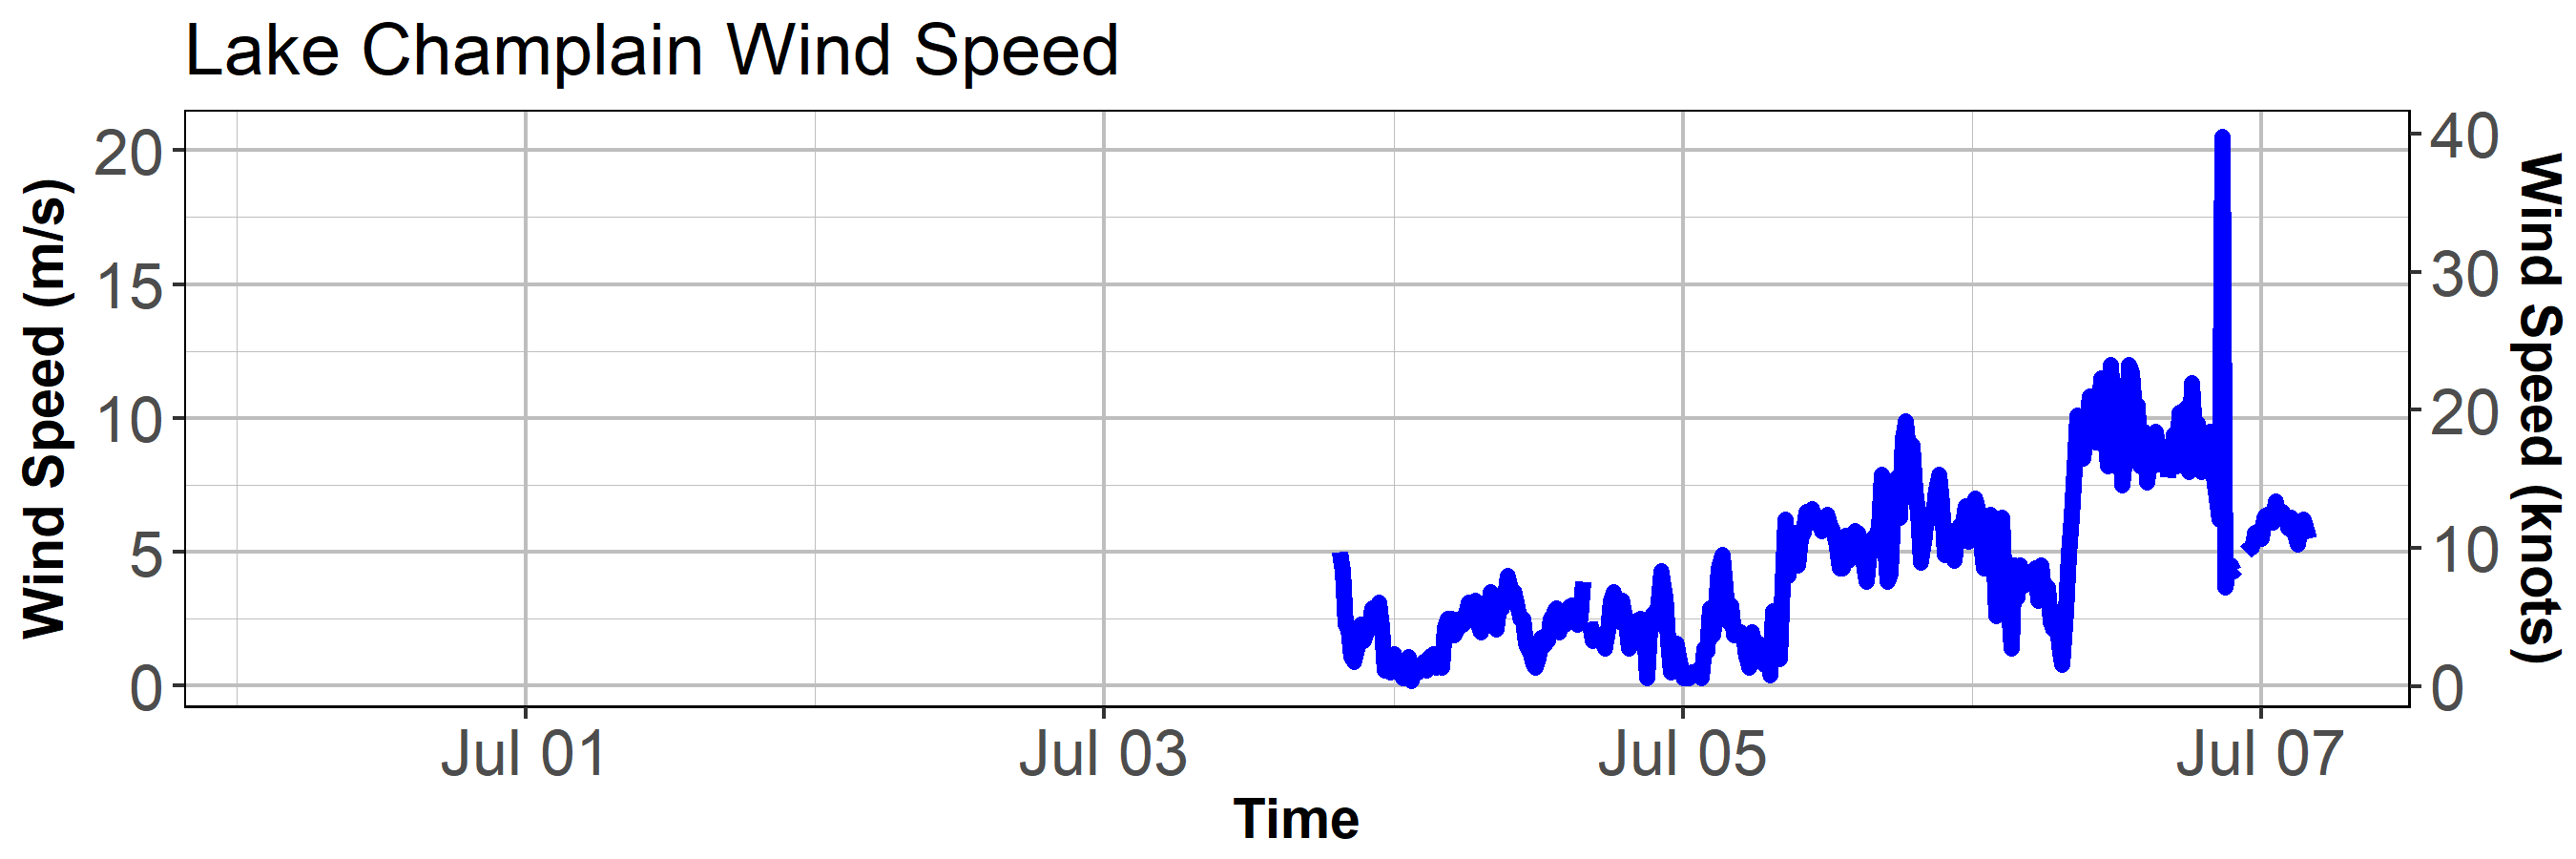 Lake Champlain Wind Speed
Wind Speed (m/s)
20
15
10
5
0
40
30
20
10
0
Wind Speed (knots)
Jul 01
Jul 03
Jul 05
Jul 07
Time